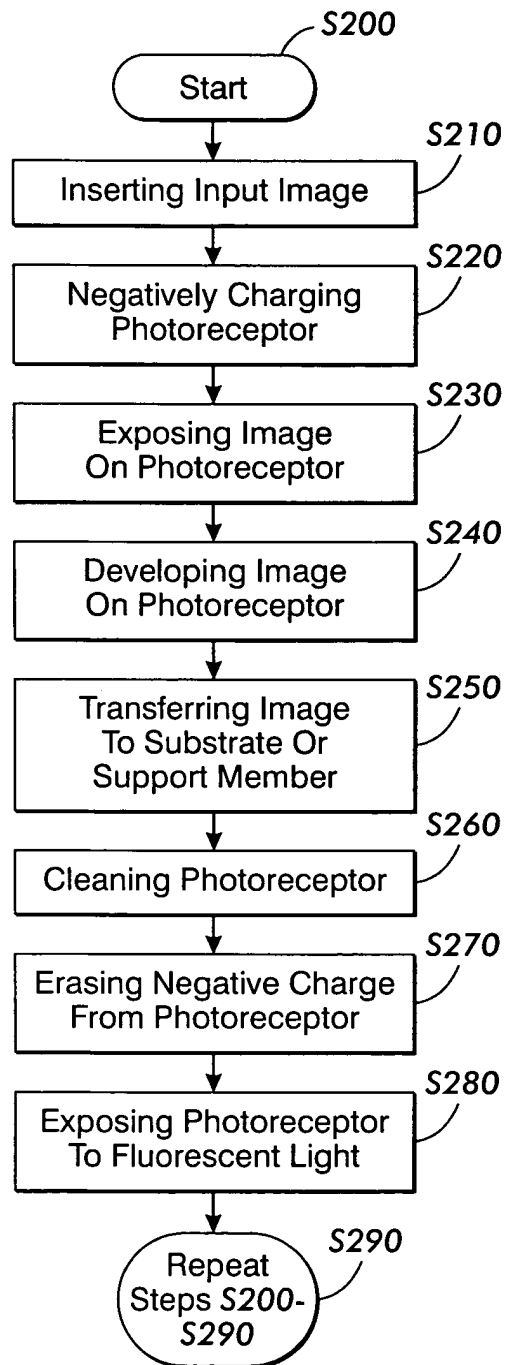 S200
Start
S210
Inserting Input Image
S220
Negatively Charging
Photoreceptor
S230
Exposing Image
On Photoreceptor
S240
Developing Image
On Photoreceptor
S250
Transferring Image
To Substrate Or
Support Member
S260
Cleaning Photoreceptor
S270
Erasing Negative Charge
From Photoreceptor
S280
Exposing Photoreceptor
To Fluorescent Light
S290
Repeat
Steps S200-
S290